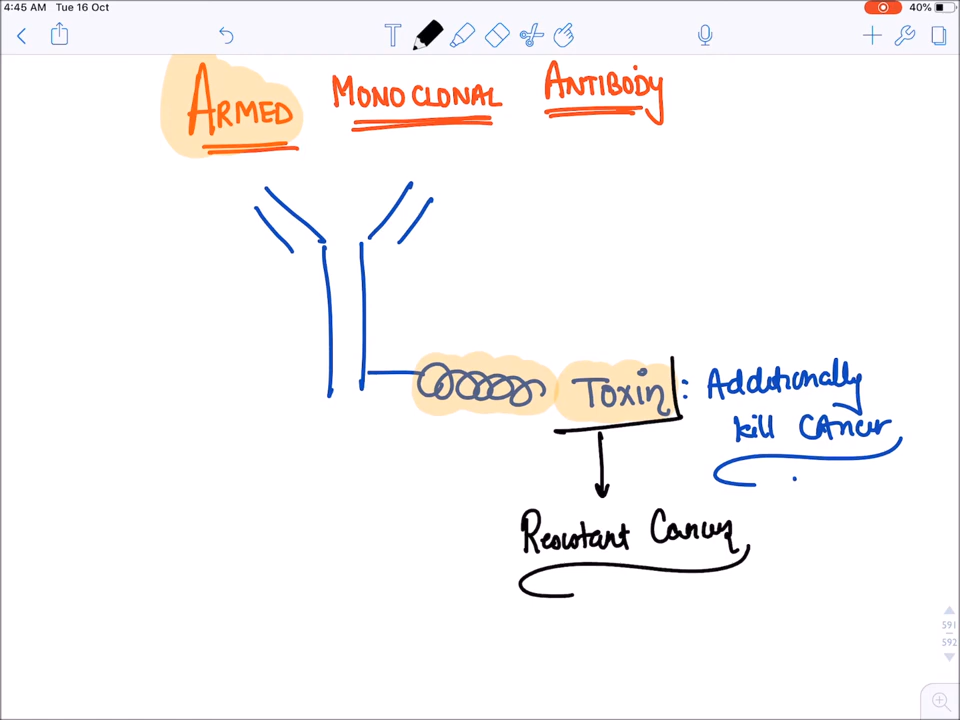 4:45 AM Tue 16 Oct 40%
T
ARMED MONOCLONAL ANTIBODY
Toxin : Additionally
kill CAncer
Resistant Cancer
591
592